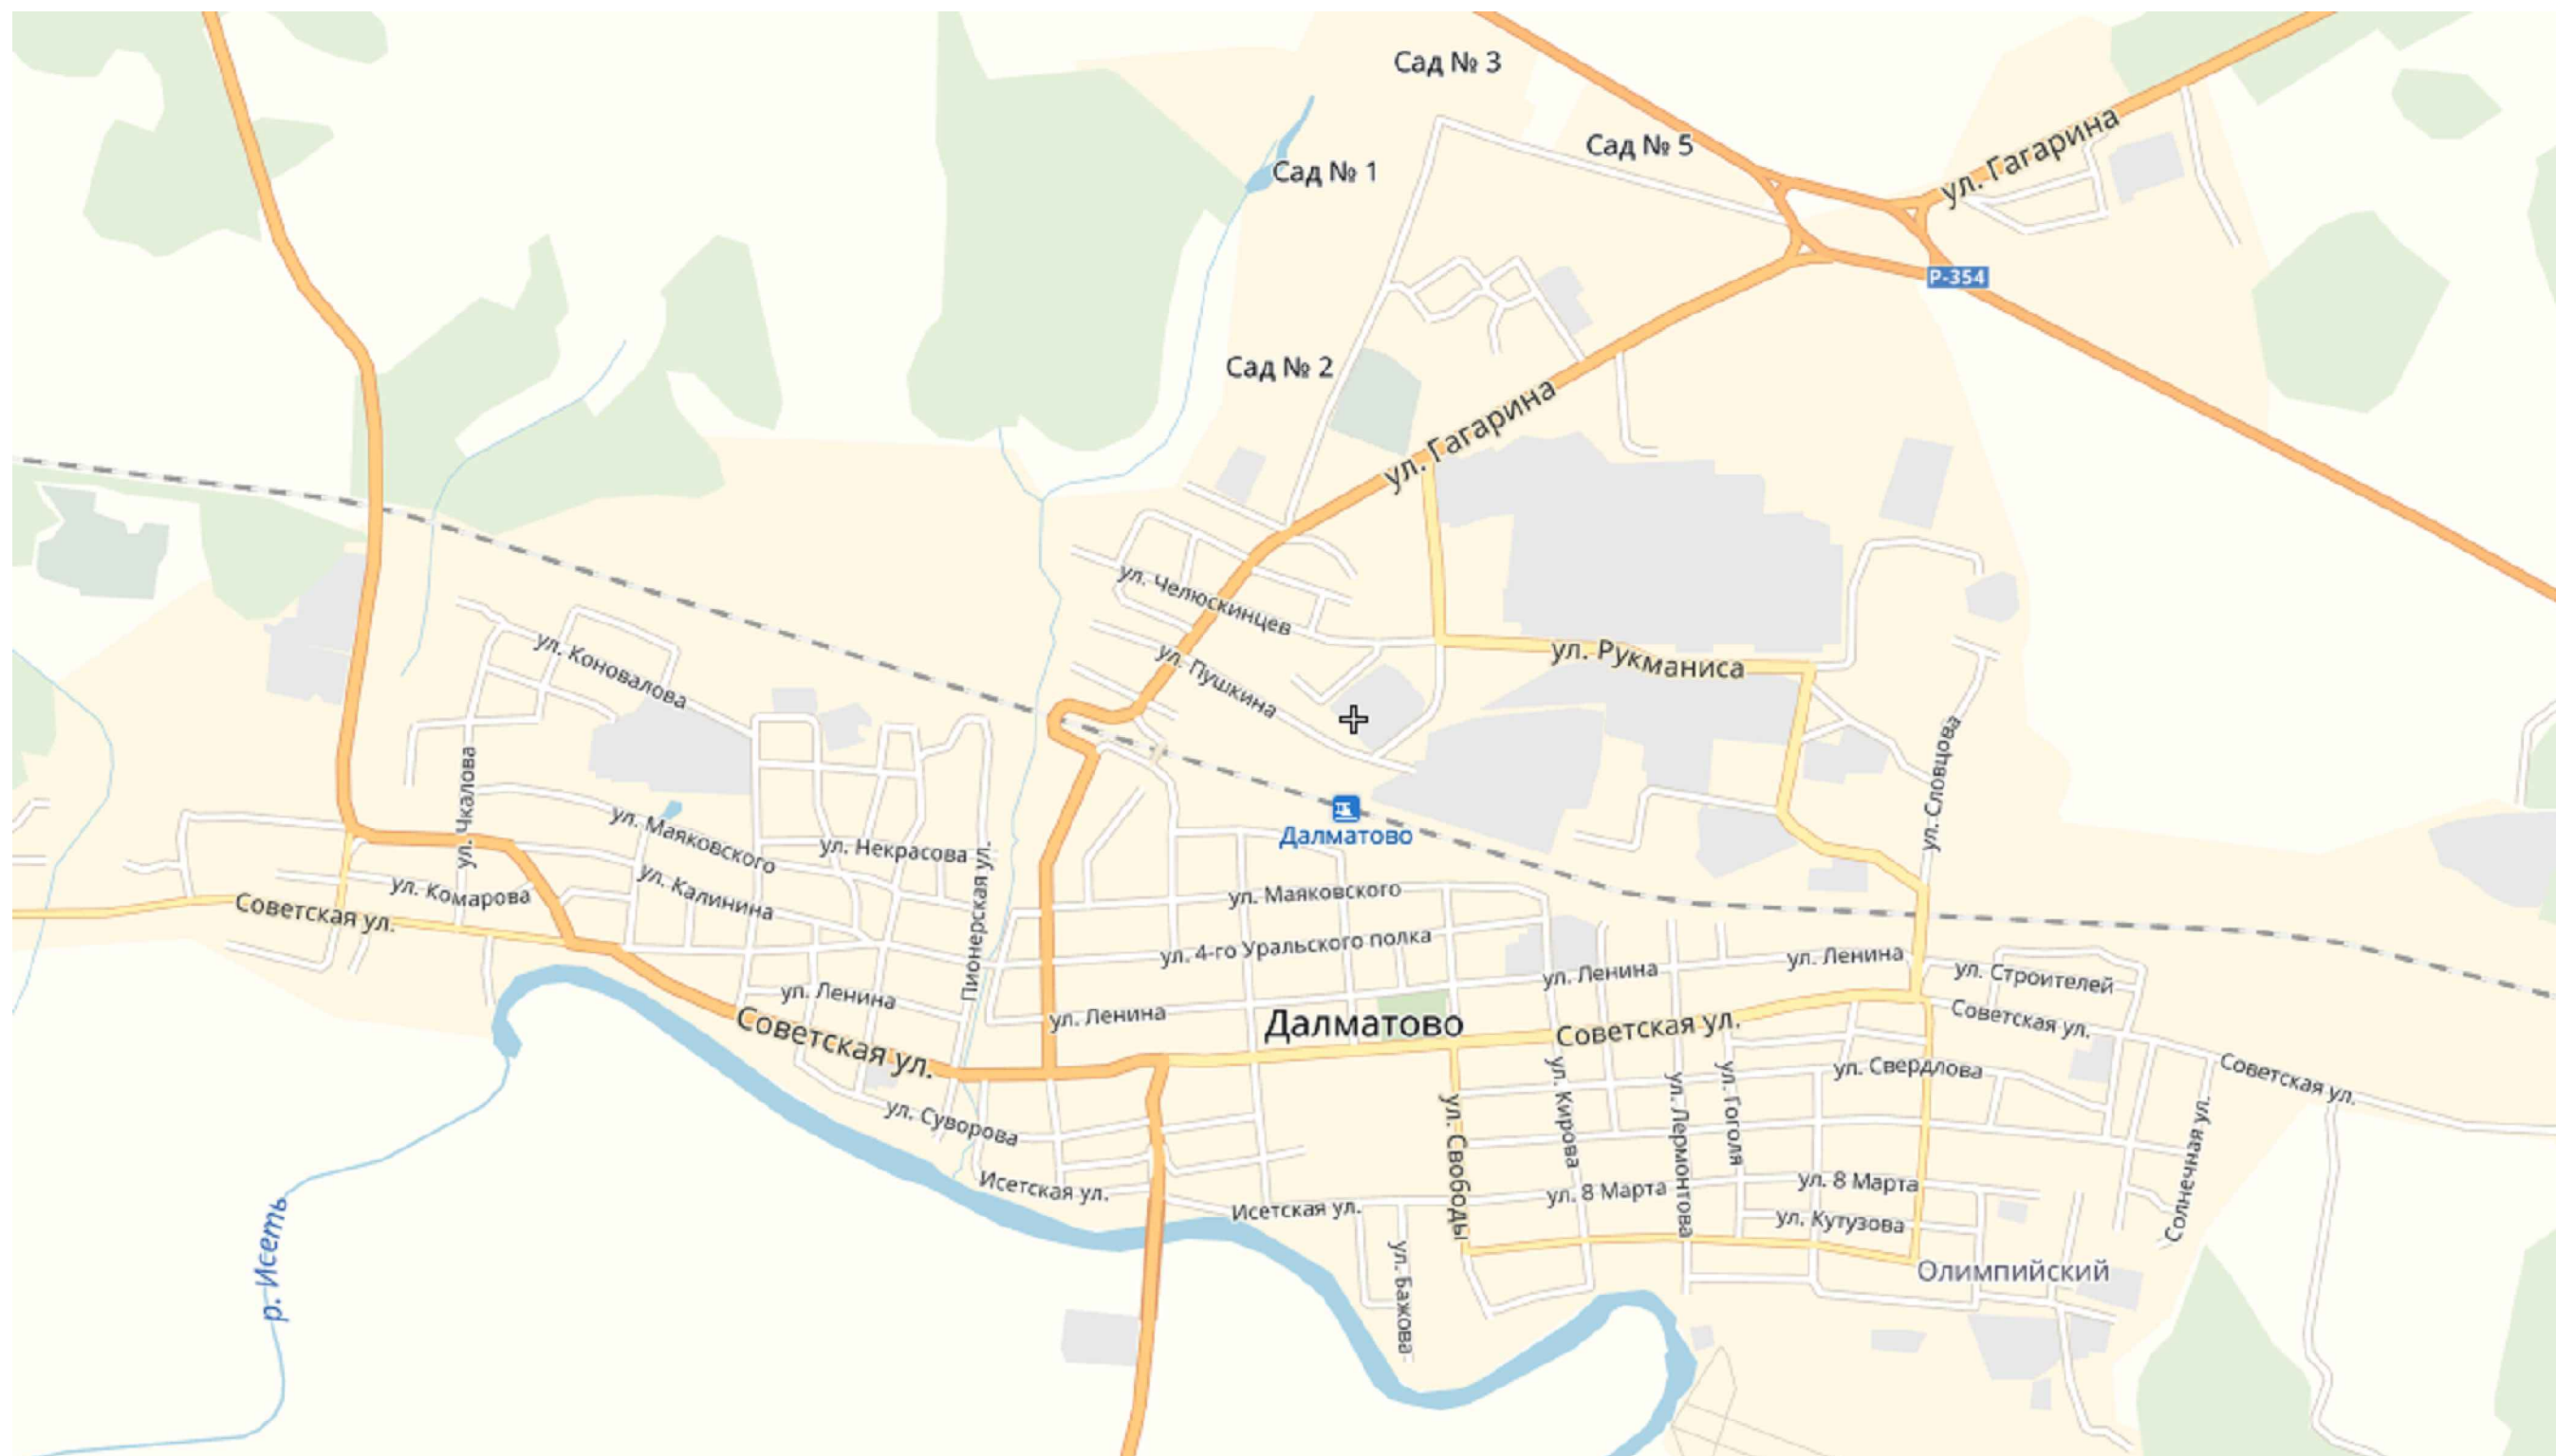 Сад № 3
ул. Гагарина
Сад № 5
Сад № 1
Р-354
Сад № 2
ул. Гагарина
ул. Челюскинцев
ул. Коновалова
ул. Пушкина
ул. Рукманиса
ул. Чкалова
ул. Словцова
Далматово
ул. Маяковского
ул. Некрасова
ул. Калинина
ул. Комарова
Советская ул.
Пионерская ул.
ул. Маяковского
ул. 4-го Уральского полка
ул. Ленина
ул. Ленина
ул. Строителей
ул. Ленина
ул. Ленина
Далматово
Советская ул.
Советская ул.
Советская ул.
Советская ул.
ул. Свердлова
ул. Суворова
ул. Свободы
ул. Кирова
ул. Лермонтова
ул. Гоголя
Солнечная ул.
Исетская ул.
Исетская ул.
ул. 8 Марта
ул. 8 Марта
ул. Кутузова
р. Исеть
ул. Бажова
Олимпийский